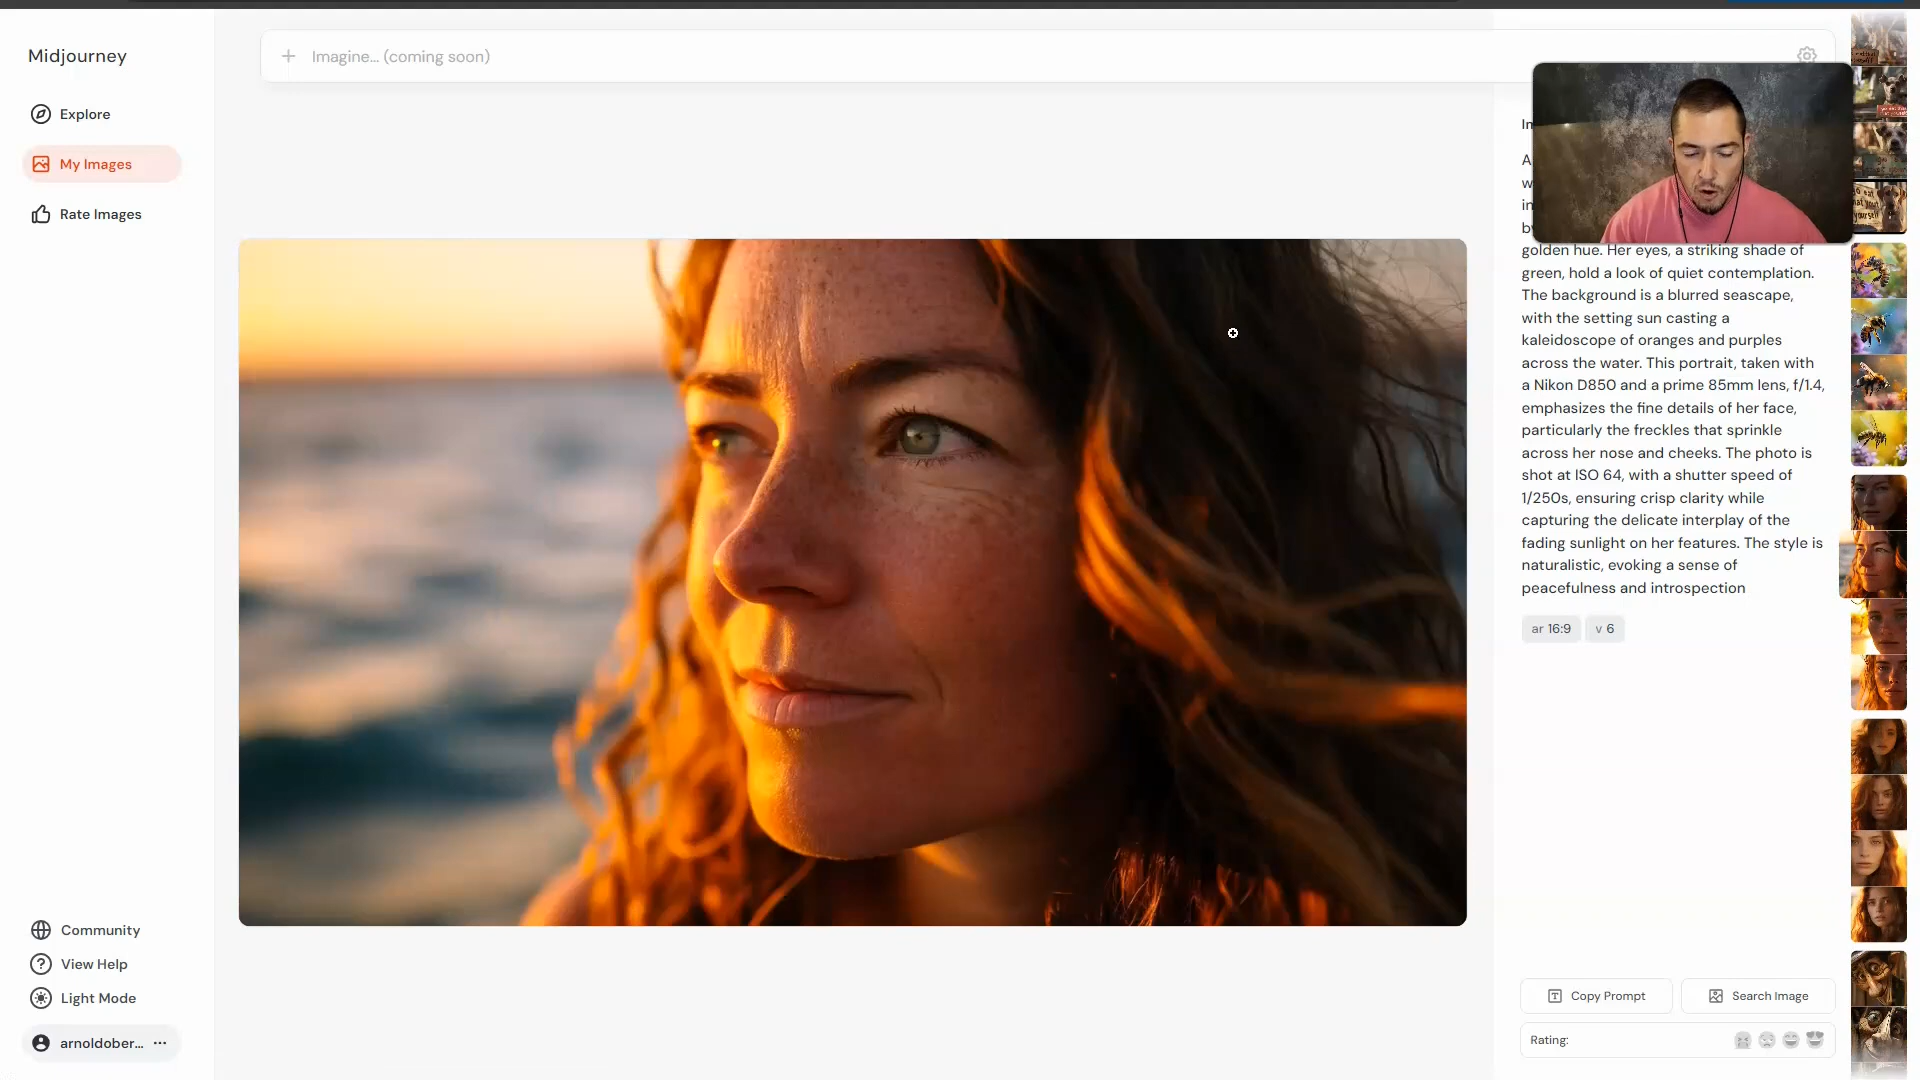 Midjourney
Imagine... (coming soon)
Explore
My Images
Rate Images
golden hue. Her eyes, a striking shade of
green, hold a look of quiet contemplation.
The background is a blurred seascape,
with the setting sun casting a
kaleidoscope of oranges and purples
across the water. This portrait, taken with
a Nikon D850 and a prime 85mm lens, f/1.4,
emphasizes the fine details of her face,
particularly the freckles that sprinkle
across her nose and cheeks. The photo is
shot at ISO 64, with a shutter speed of
1/250s, ensuring crisp clarity while
capturing the delicate interplay of the
fading sunlight on her features. The style is
naturalistic, evoking a sense of
peacefulness and introspection
ar 16:9 v 6
Community
View Help
Light Mode
arnoldober... ···
Copy Prompt Search Image
Rating: